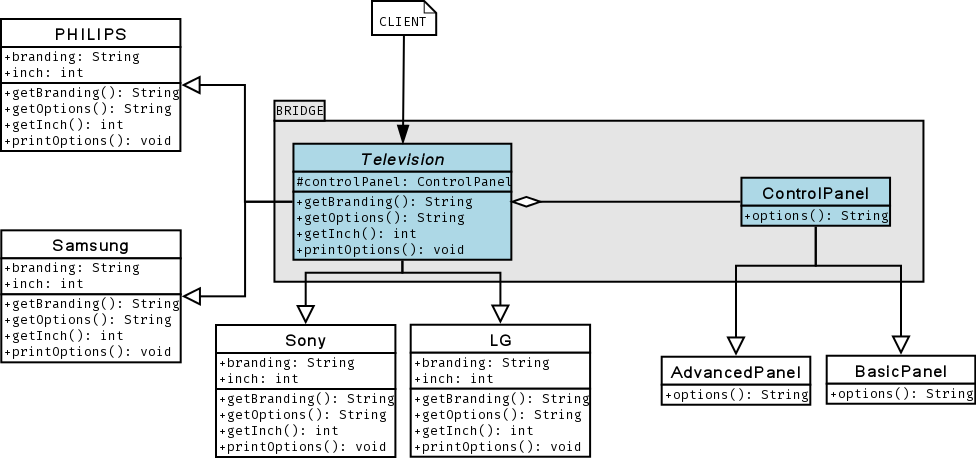 CLIENT
PHILIPS
+branding: String
+inch: int
+getBranding(): String
+getOptions(): String
+getInch(): int
+printOptions(): void
BRIDGE
Television
#controlPanel: ControlPanel
+getBranding(): String
+getOptions(): String
+getInch(): int
+printOptions(): void
ControlPanel
+options(): String
Samsung
+branding: String
+inch: int
+getBranding(): String
+getOptions(): String
+getInch(): int
+printOptions(): void
Sony
+branding: String
+inch: int
+getBranding(): String
+getOptions(): String
+getInch(): int
+printOptions(): void
LG
+branding: String
+inch: int
+getBranding(): String
+getOptions(): String
+getInch(): int
+printOptions(): void
AdvancedPanel
+options(): String
BasicPanel
+options(): String